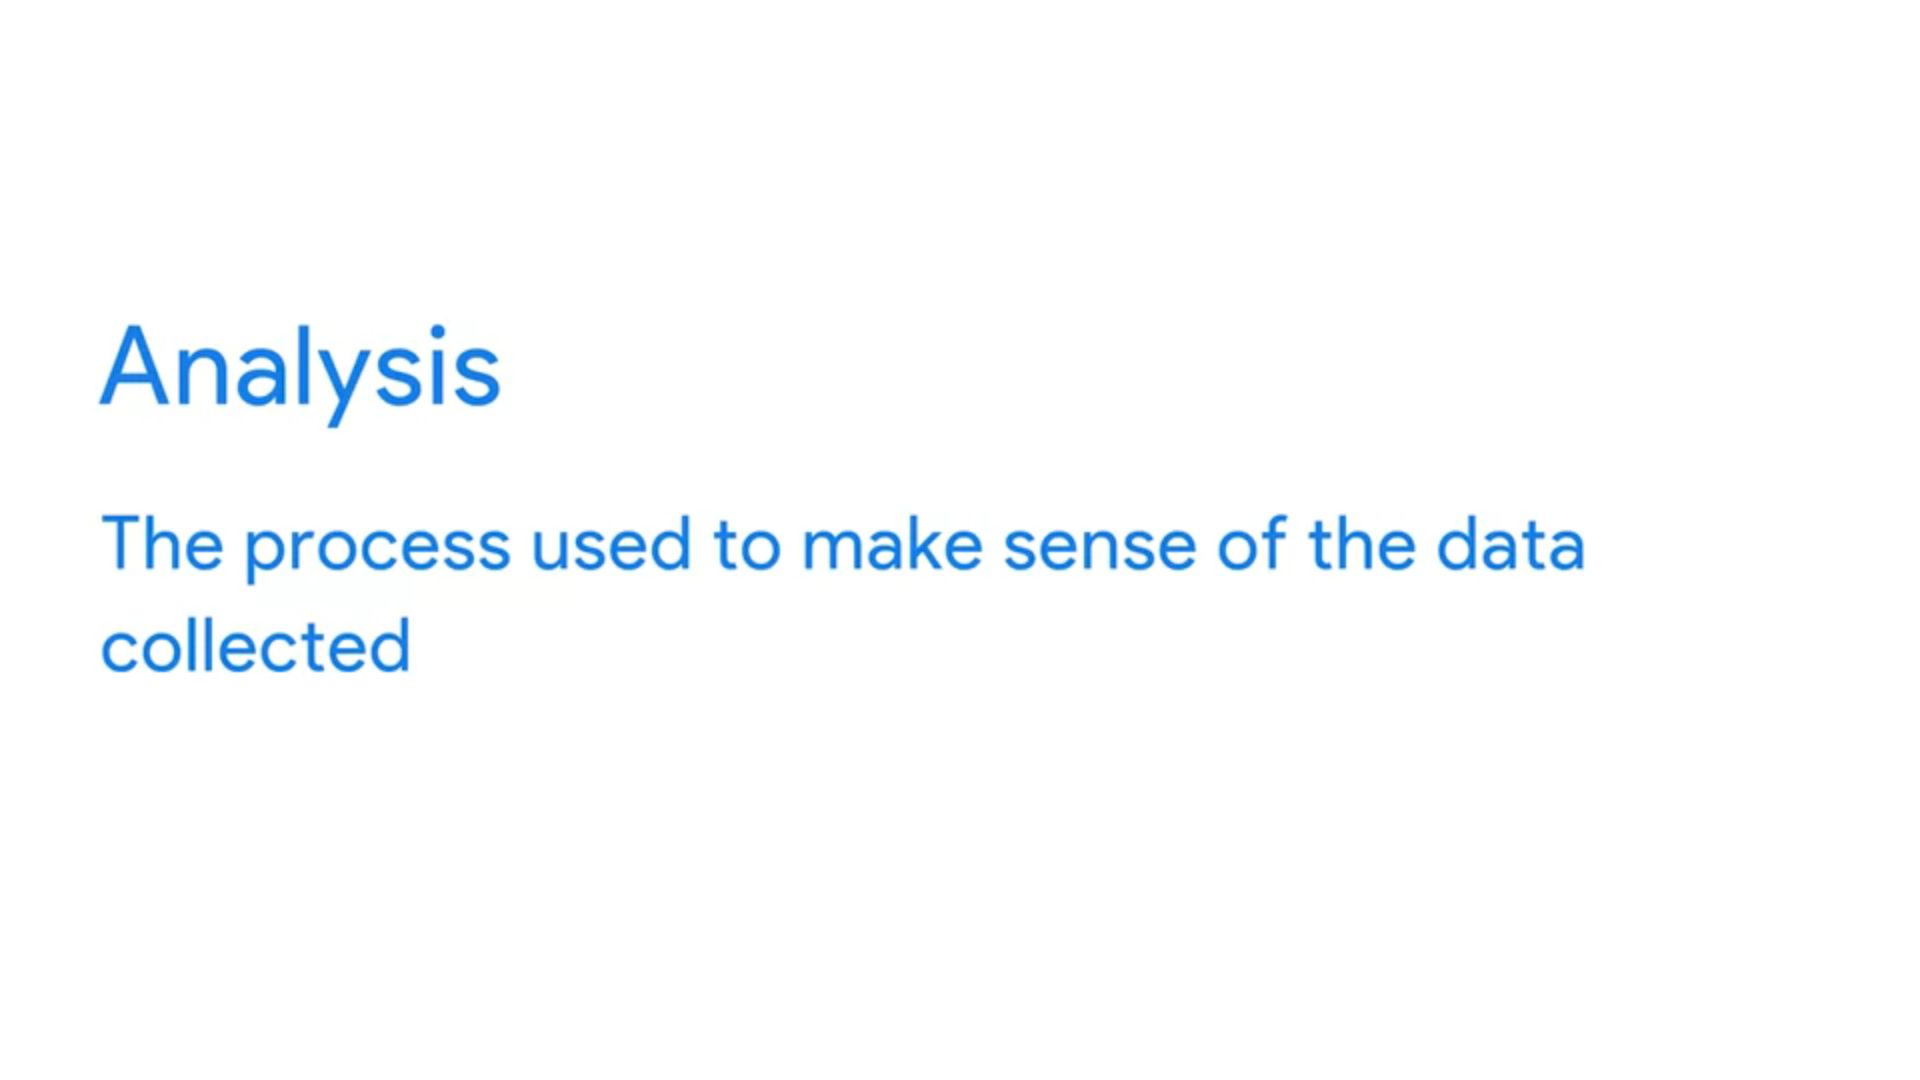 Analysis
The process used to make sense of the data
collected